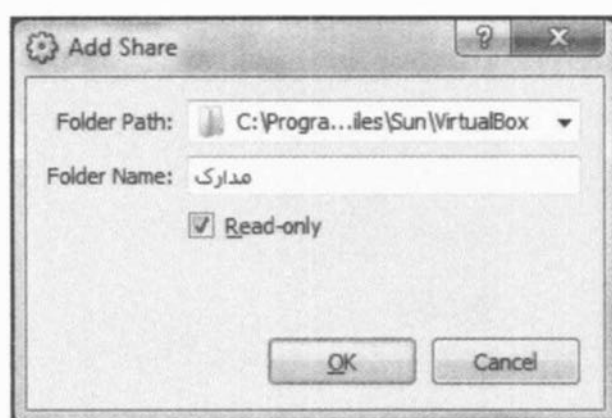 Add Share
Folder Path: C:\Progra...iles\Sun\VirtualBox
Folder Name: مدارک
Read-only
OK Cancel